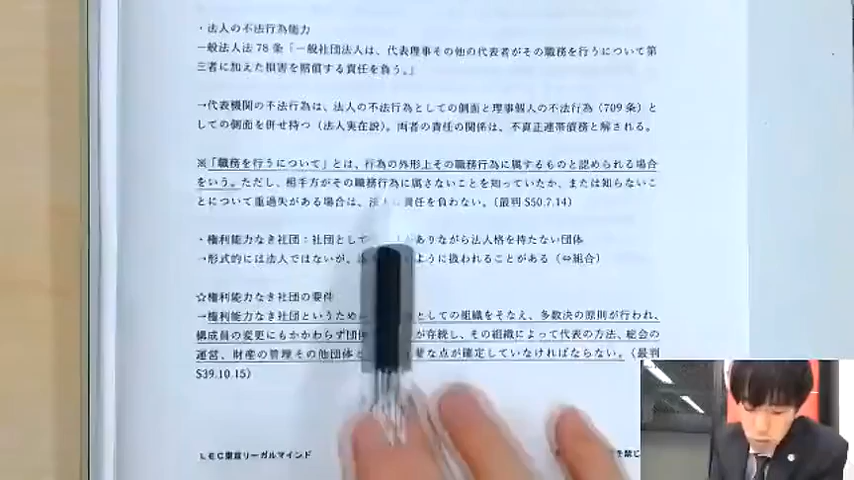 ・法人の不法行為能力
一般法人法 78 条「一般社団法人は、代表理事その他の代表者がその職務を行うについて第
三者に加えた損害を賠償する責任を負う。」
→代表機関の不法行為は、法人の不法行為としての側面と理事個人の不法行為（709 条）と
しての側面を併せ持つ（法人実在説）。両者の責任の関係は、不真正連帯債務と解される。
※「職務を行うについて」とは、行為の外形上その職務行為に属するものと認められる場合
をいう。ただし、相手方がその職務行為に属さないことを知っていたか、または知らないこ
とについて重過失がある場合は、法人 責任を負わない。（最判 S50.7.14）
・権利能力なき社団：社団として ありながら法人格を持たない団体
→形式的には法人ではないが、 ように扱われることがある（⇔組合）
☆権利能力なき社団の要件
→権利能力なき社団というため としての組織をそなえ、多数決の原則が行われ、
構成員の変更にもかかわらず団体 が存続し、その組織によって代表の方法、総会の
運営、財産の管理その他団体と な点が確定していなければならない。（最判
S39.10.15）
LEC東京リーガルマインド を禁じ